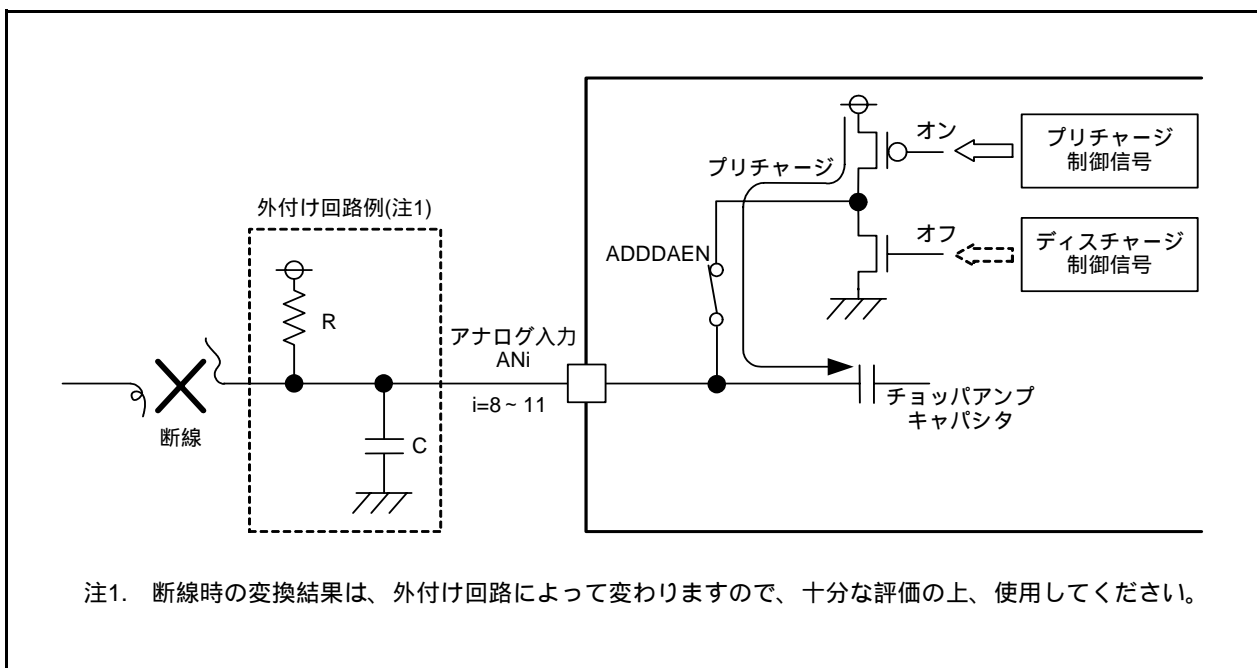 オン
プリチャージ
制御信号
プリチャージ
外付け回路例(注1)
オフ
ディスチャージ
制御信号
ADDDAEN
R
アナログ入力
ANi
i=8~11
チョッパアンプ
キャパシタ
断線
C
注1. 断線時の変換結果は、外付け回路によって変わりますので、十分な評価の上、使用してください。